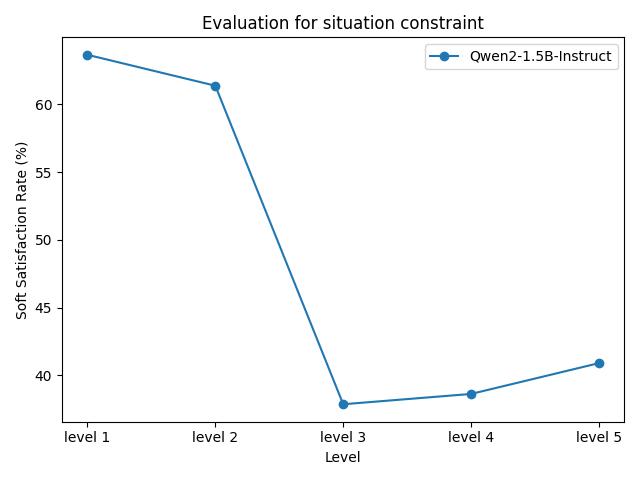 Evaluation for situation constraint
Qwen2-1.5B-Instruct
Soft Satisfaction Rate (%)
60
55
50
45
40
level 1 level 2 level 3 level 4 level 5
Level